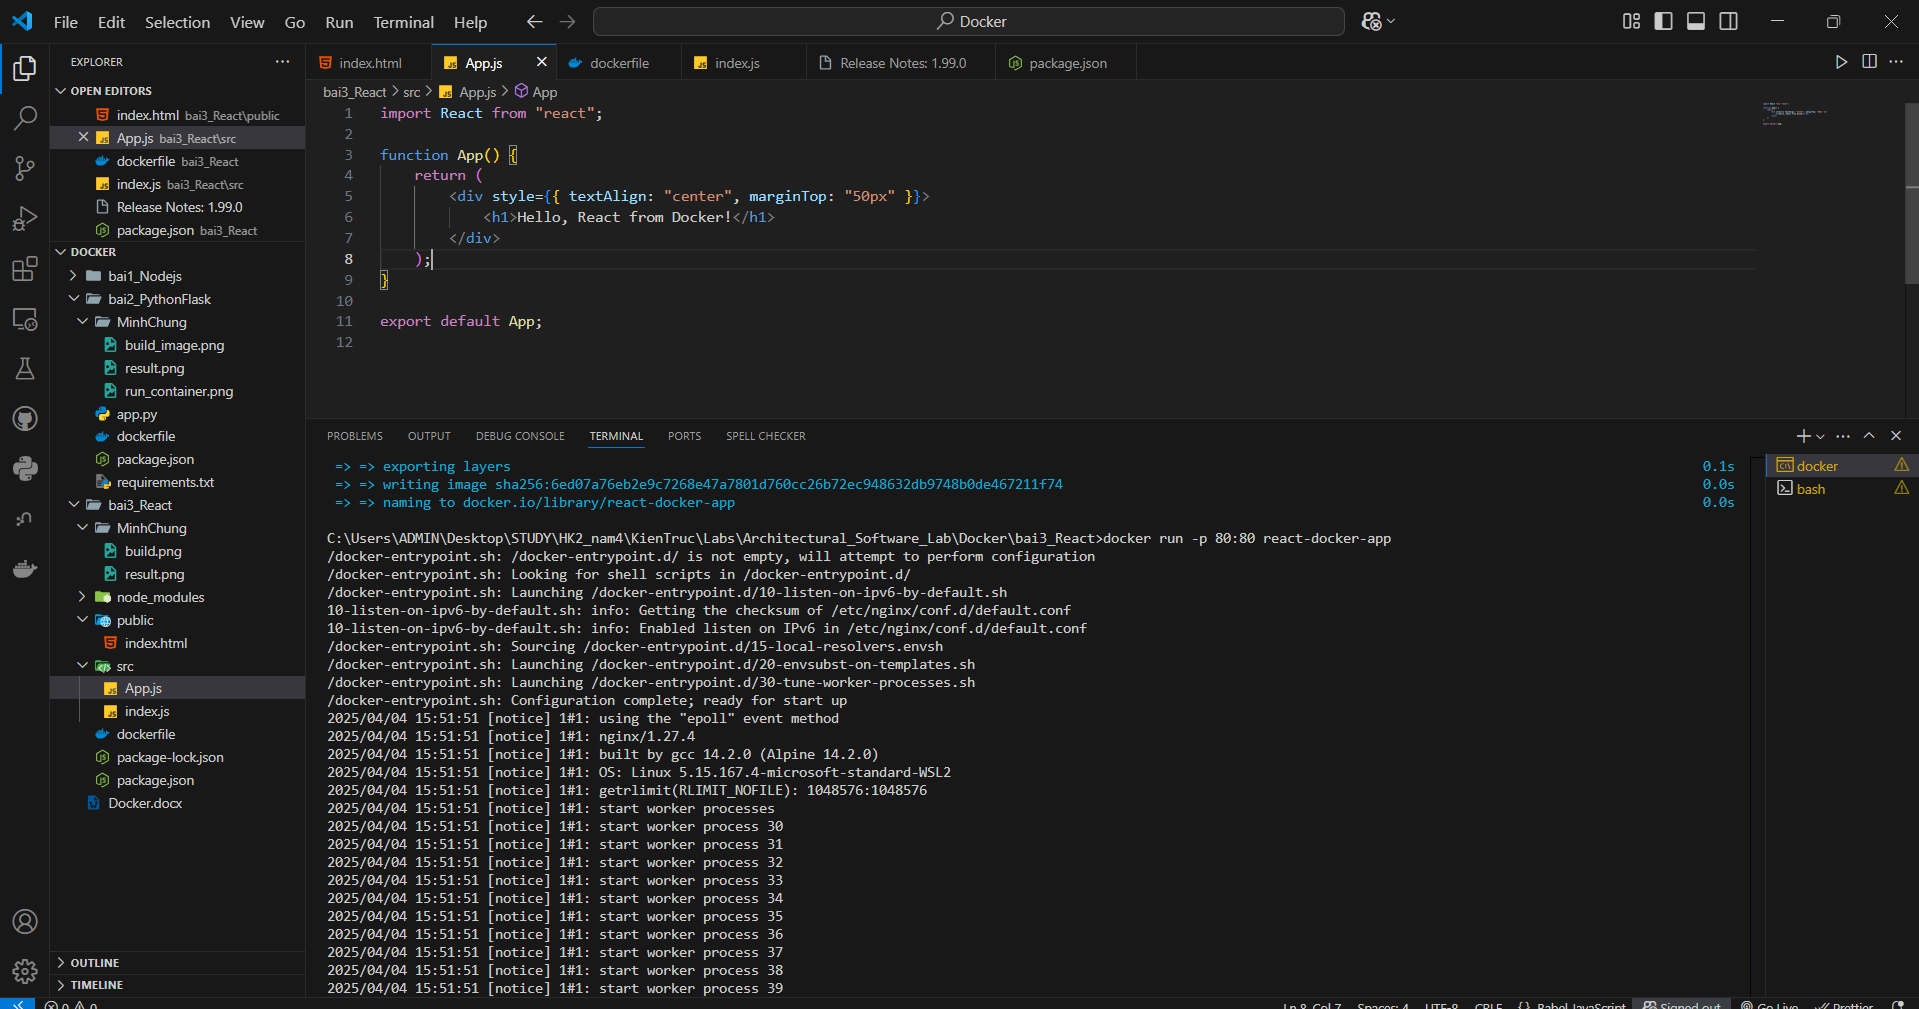 File Edit Selection View Go Run Terminal Help
Docker
EXPLORER
OPEN EDITORS
index.html bai3_React\public
App.js bai3_React\src
dockerfile bai3_React
index.js bai3_React\src
Release Notes: 1.99.0
package.json bai3_React
DOCKER
bai1_Nodejs
bai2_PythonFlask
MinhChung
build_image.png
result.png
run_container.png
app.py
dockerfile
package.json
requirements.txt
bai3_React
MinhChung
build.png
result.png
node_modules
public
index.html
src
App.js
index.js
dockerfile
package-lock.json
package.json
Docker.docx
OUTLINE
TIMELINE
index.html App.js dockerfile index.js Release Notes: 1.99.0 package.json
bai3_React > src > App.js > App
1 import React from "react";
2
3 function App() {
4 return (
5 <div style={{ textAlign: "center", marginTop: "50px" }}>
6 <h1>Hello, React from Docker!</h1>
7 </div>
8 );
9 }
10
11 export default App;
12
PROBLEMS OUTPUT DEBUG CONSOLE TERMINAL PORTS SPELL CHECKER
=> => exporting layers 0.1s
=> => writing image sha256:6ed07a76eb2e9c7268e47a7801d760cc26b72ec948632db9748b0de467211f74 0.0s
=> => naming to docker.io/library/react-docker-app 0.0s
C:\Users\ADMIN\Desktop\STUDY\HK2_nam4\KienTruc\Labs\Architectural_Software_Lab\Docker\bai3_React>docker run -p 80:80 react-docker-app
/docker-entrypoint.sh: /docker-entrypoint.d/ is not empty, will attempt to perform configuration
/docker-entrypoint.sh: Looking for shell scripts in /docker-entrypoint.d/
/docker-entrypoint.sh: Launching /docker-entrypoint.d/10-listen-on-ipv6-by-default.sh
10-listen-on-ipv6-by-default.sh: info: Getting the checksum of /etc/nginx/conf.d/default.conf
10-listen-on-ipv6-by-default.sh: info: Enabled listen on IPv6 in /etc/nginx/conf.d/default.conf
/docker-entrypoint.sh: Sourcing /docker-entrypoint.d/15-local-resolvers.envsh
/docker-entrypoint.sh: Launching /docker-entrypoint.d/20-envsubst-on-templates.sh
/docker-entrypoint.sh: Launching /docker-entrypoint.d/30-tune-worker-processes.sh
/docker-entrypoint.sh: Configuration complete; ready for start up
2025/04/04 15:51:51 [notice] 1#1: using the "epoll" event method
2025/04/04 15:51:51 [notice] 1#1: nginx/1.27.4
2025/04/04 15:51:51 [notice] 1#1: built by gcc 14.2.0 (Alpine 14.2.0)
2025/04/04 15:51:51 [notice] 1#1: OS: Linux 5.15.167.4-microsoft-standard-WSL2
2025/04/04 15:51:51 [notice] 1#1: getrlimit(RLIMIT_NOFILE): 1048576:1048576
2025/04/04 15:51:51 [notice] 1#1: start worker processes
2025/04/04 15:51:51 [notice] 1#1: start worker process 30
2025/04/04 15:51:51 [notice] 1#1: start worker process 31
2025/04/04 15:51:51 [notice] 1#1: start worker process 32
2025/04/04 15:51:51 [notice] 1#1: start worker process 33
2025/04/04 15:51:51 [notice] 1#1: start worker process 34
2025/04/04 15:51:51 [notice] 1#1: start worker process 35
2025/04/04 15:51:51 [notice] 1#1: start worker process 36
2025/04/04 15:51:51 [notice] 1#1: start worker process 37
2025/04/04 15:51:51 [notice] 1#1: start worker process 38
2025/04/04 15:51:51 [notice] 1#1: start worker process 39
docker
bash
0 0 Ln 8, Col 7 Spaces: 4 UTF-8 CRLF {} Babel JavaScript Signed out Go Live Prettier